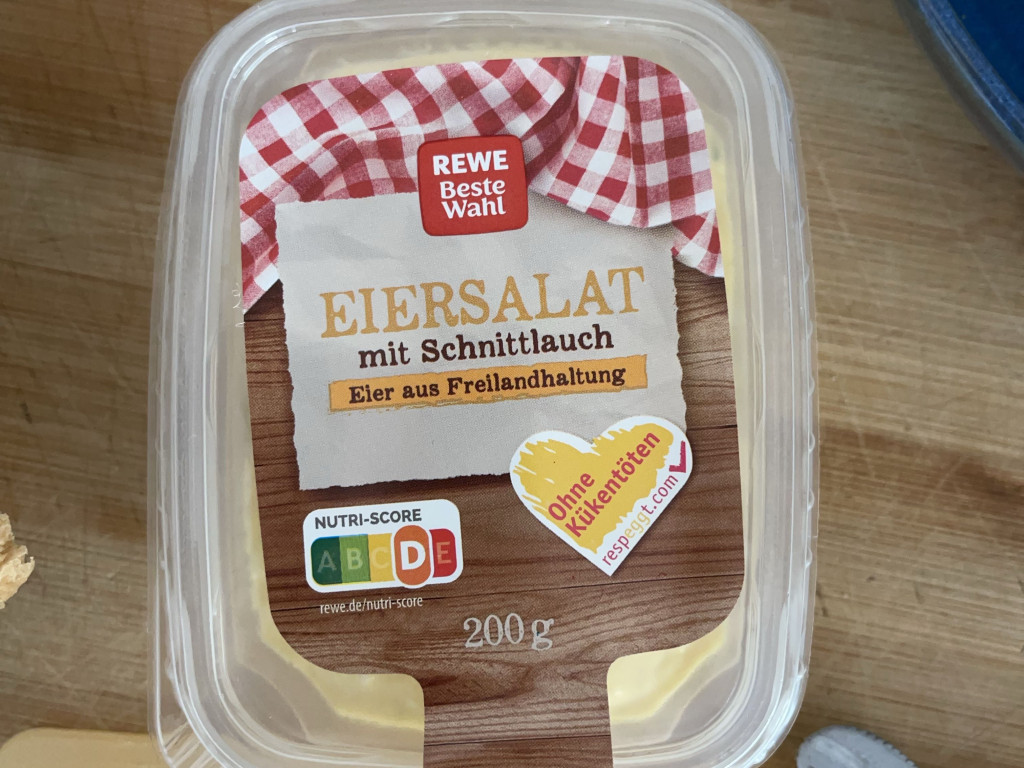 REWE
Beste
Wahl
EIERSALAT
mit Schnittlauch
Eier aus Freilandhaltung
Ohne
Kükentöten
respeggt.com
NUTRI-SCORE
A B C D E
rewe.de/nutri-score
200 g